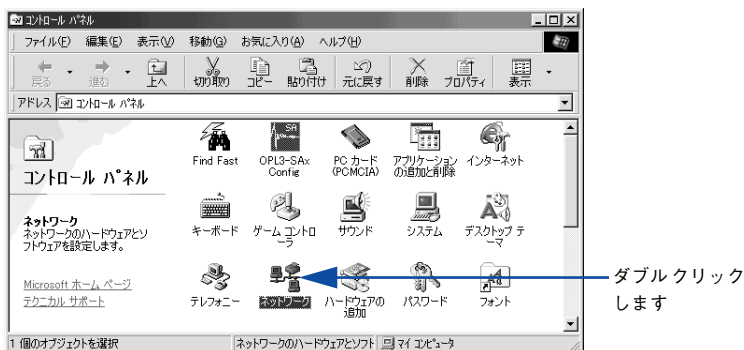 コントロール パネル
ファイル(F) 編集(E) 表示(V) 移動(G) お気に入り(A) ヘルプ(H)
戻る 進む 上へ 切り取り コピー 貼り付け 元に戻す 削除 プロパティ 表示
アドレス コントロール パネル
コントロール パネル
ネットワーク
ネットワークのハードウェアとソ
フトウェアを設定します。
Microsoft ホーム ページ
テクニカル サポート
Find Fast
OPL3-SAx
Config
PC カード
(PCMCIA)
アプリケーション
の追加と削除
インターネット
キーボード
ゲーム コントロ
ーラ
サウンド
システム
デスクトップ テ
ーマ
テレフォニー
ネットワーク
ハードウェアの
追加
パスワード
フォント
ダブルクリック
します
1 個のオブジェクトを選択
ネットワークのハードウェアとソフト
マイ コンピュータ